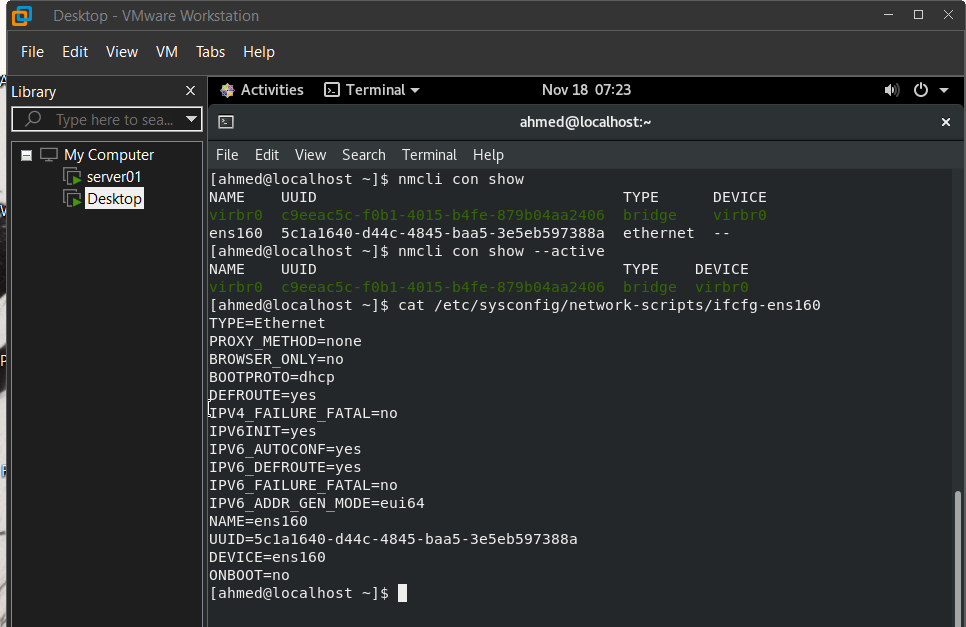 Desktop - VMware Workstation
File Edit View VM Tabs Help
Library
Type here to sea...
My Computer
server01
Desktop
Activities Terminal Nov 18 07:23
ahmed@localhost:~
File Edit View Search Terminal Help
[ahmed@localhost ~]$ nmcli con show
NAME UUID TYPE DEVICE
virbr0 c9eeac5c-f0b1-4015-b4fe-879b04aa2406 bridge virbr0
ens160 5c1a1640-d44c-4845-baa5-3e5eb597388a ethernet --
[ahmed@localhost ~]$ nmcli con show --active
NAME UUID TYPE DEVICE
virbr0 c9eeac5c-f0b1-4015-b4fe-879b04aa2406 bridge virbr0
[ahmed@localhost ~]$ cat /etc/sysconfig/network-scripts/ifcfg-ens160
TYPE=Ethernet
PROXY_METHOD=none
BROWSER_ONLY=no
BOOTPROTO=dhcp
DEFROUTE=yes
IPV4_FAILURE_FATAL=no
IPV6INIT=yes
IPV6_AUTOCONF=yes
IPV6_DEFROUTE=yes
IPV6_FAILURE_FATAL=no
IPV6_ADDR_GEN_MODE=eui64
NAME=ens160
UUID=5c1a1640-d44c-4845-baa5-3e5eb597388a
DEVICE=ens160
ONBOOT=no
[ahmed@localhost ~]$